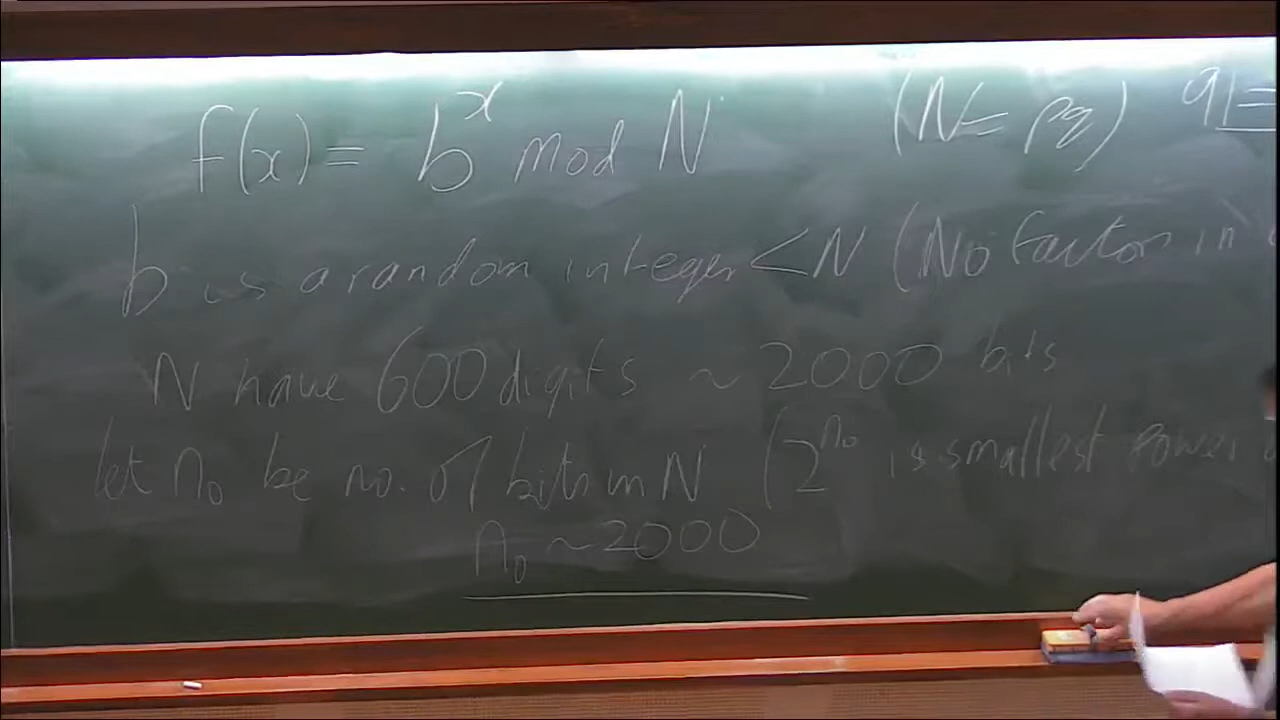 f(x) = b^x mod N (N = pq) 91 =
b is a random integer < N (No factor in
N have 600 digits ~ 2000 bits
let n₀ be no. of bits in N (2^n₀ is smallest power
n₀ ~ 2000